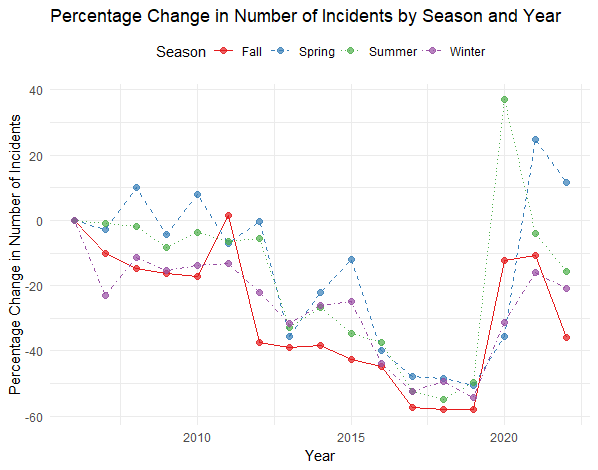 Percentage Change in Number of Incidents by Season and Year
Season Fall Spring Summer Winter
Percentage Change in Number of Incidents
40
20
0
-20
-40
-60
2010 2015 2020
Year